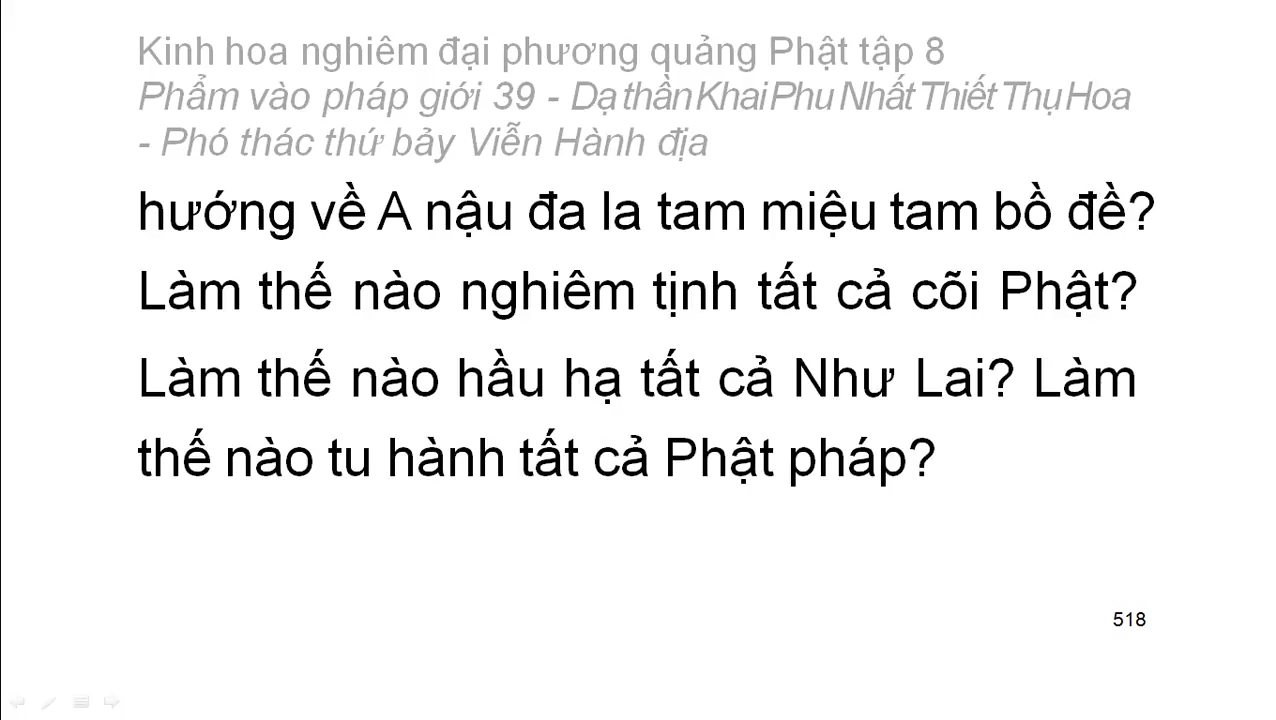 Kinh hoa nghiêm đại phương quảng Phật tập 8
Phẩm vào pháp giới 39 - Dạ thần Khai Phu Nhất Thiết Thụ Hoa
- Phó thác thứ bảy Viễn Hành địa
hướng về A nậu đa la tam miệu tam bồ đề?
Làm thế nào nghiêm tịnh tất cả cõi Phật?
Làm thế nào hầu hạ tất cả Như Lai? Làm
thế nào tu hành tất cả Phật pháp?
518